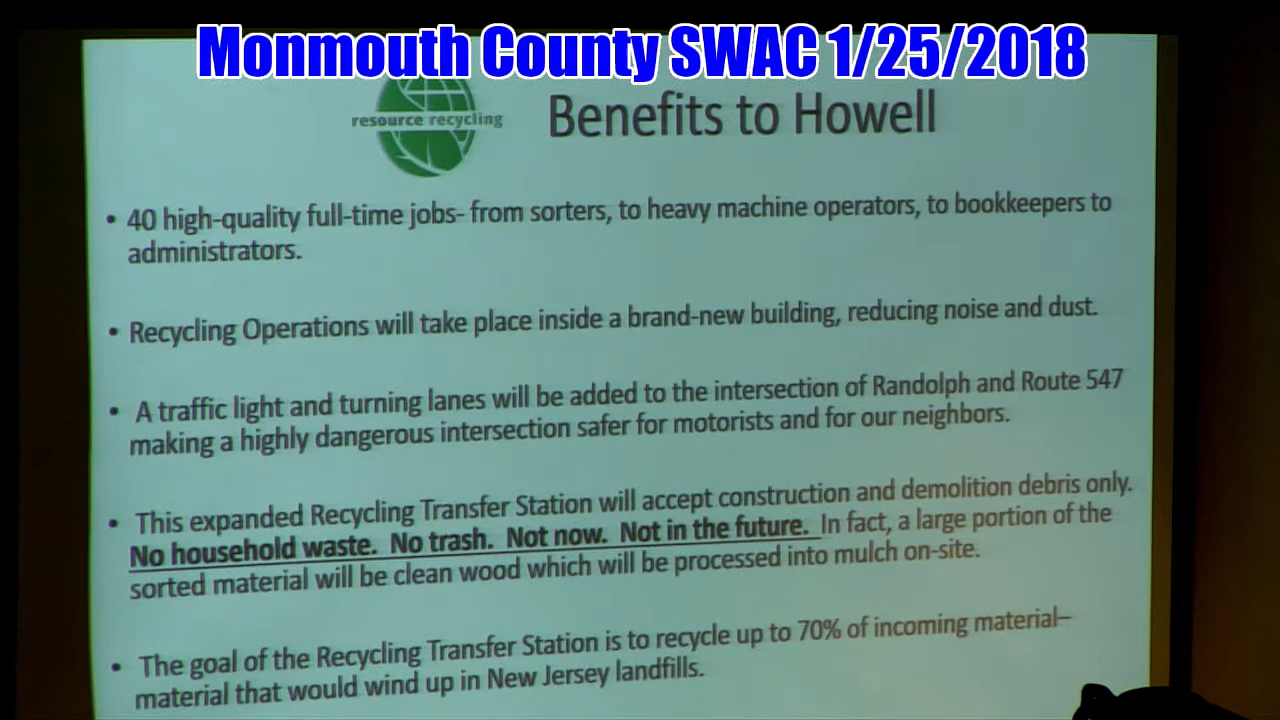 Monmouth County SWAC 1/25/2018
resource recycling
Benefits to Howell
• 40 high-quality full-time jobs- from sorters, to heavy machine operators, to bookkeepers to
administrators.
• Recycling Operations will take place inside a brand-new building, reducing noise and dust.
• A traffic light and turning lanes will be added to the intersection of Randolph and Route 547
making a highly dangerous intersection safer for motorists and for our neighbors.
• This expanded Recycling Transfer Station will accept construction and demolition debris only.
No household waste. No trash. Not now. Not in the future. In fact, a large portion of the
sorted material will be clean wood which will be processed into mulch on-site.
• The goal of the Recycling Transfer Station is to recycle up to 70% of incoming material–
material that would wind up in New Jersey landfills.